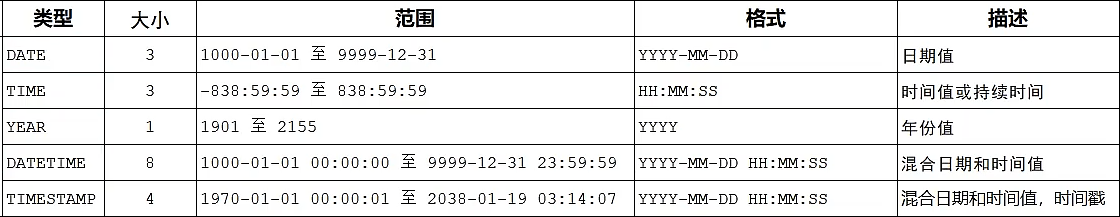 类型 大小 范围 格式 描述
DATE 3 1000-01-01 至 9999-12-31 YYYY-MM-DD 日期值
TIME 3 -838:59:59 至 838:59:59 HH:MM:SS 时间值或持续时间
YEAR 1 1901 至 2155 YYYY 年份值
DATETIME 8 1000-01-01 00:00:00 至 9999-12-31 23:59:59 YYYY-MM-DD HH:MM:SS 混合日期和时间值
TIMESTAMP 4 1970-01-01 00:00:01 至 2038-01-19 03:14:07 YYYY-MM-DD HH:MM:SS 混合日期和时间值，时间戳